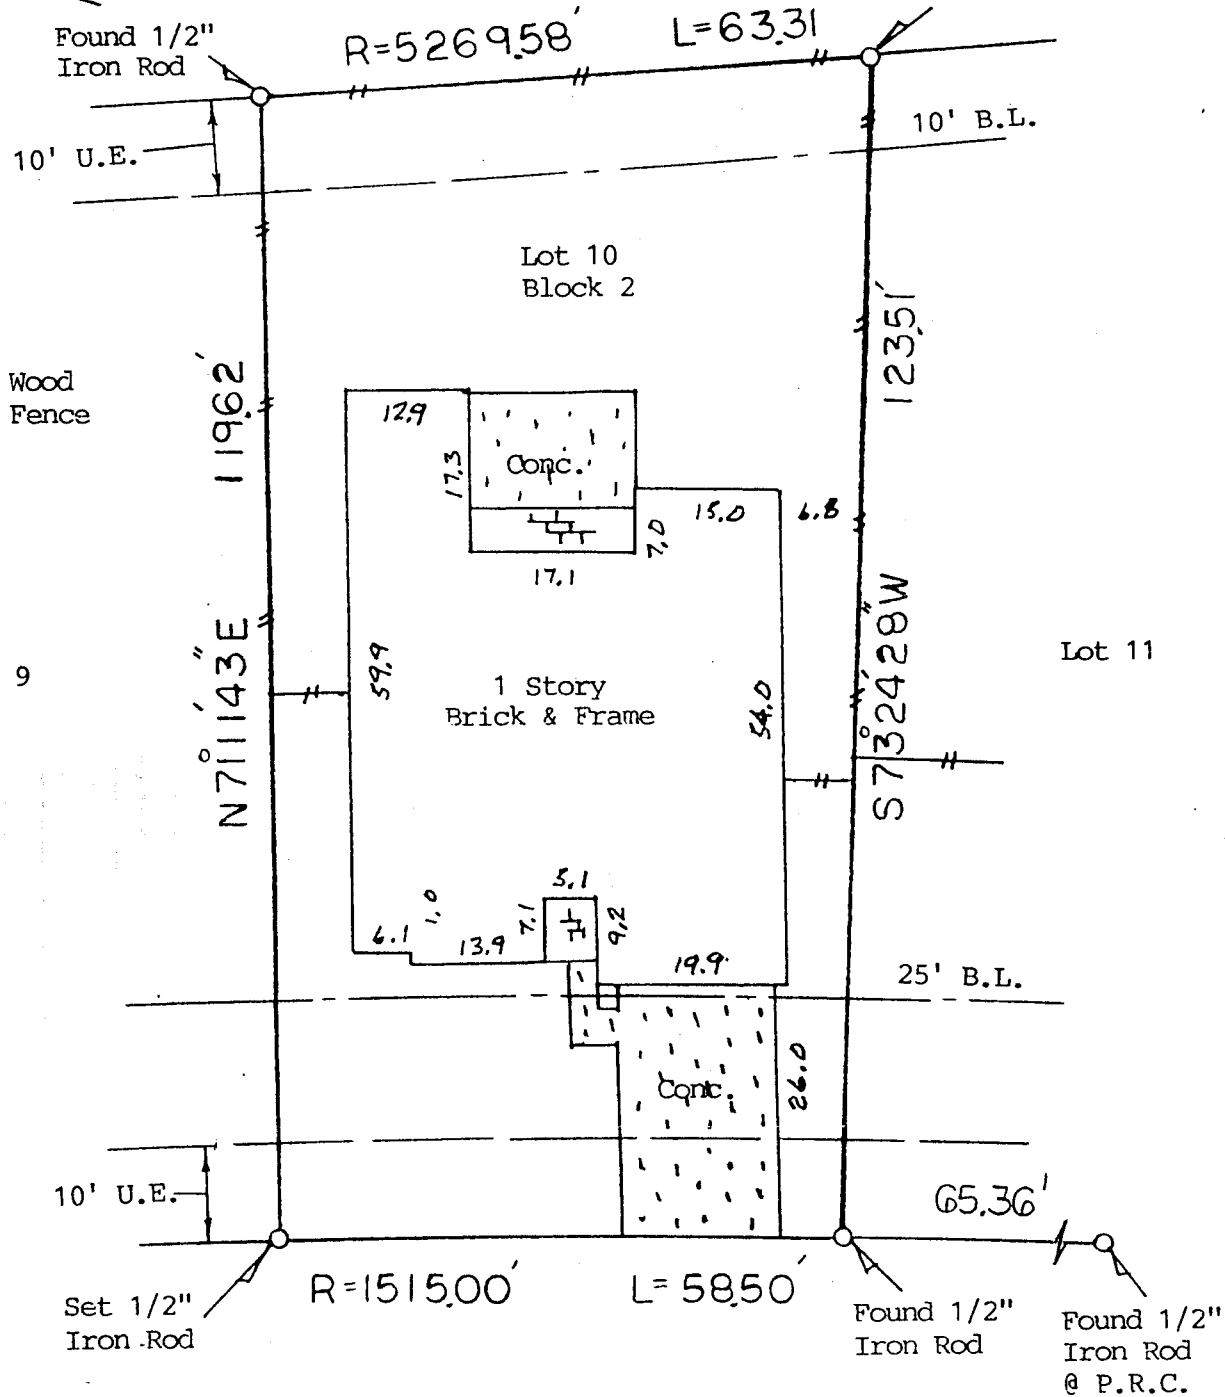 Found 1/2"
Iron Rod
R=5269.58'
L=63.31
10' U.E.
10' B.L.
Lot 10
Block 2
Wood
Fence
119.62'
N71°11'43"E
123.51'
S73°24'28"W
12.9
17.3
Conc.
15.0
6.8
7.0
17.1
59.9
1 Story
Brick & Frame
54.0
9
Lot 11
5.1
1.0
7.1
9.2
6.1
13.9
19.9
25' B.L.
Conc.
26.0
10' U.E.
65.36'
R=1515.00'
L=58.50'
Set 1/2"
Iron Rod
Found 1/2"
Iron Rod
Found 1/2"
Iron Rod
@ P.R.C.